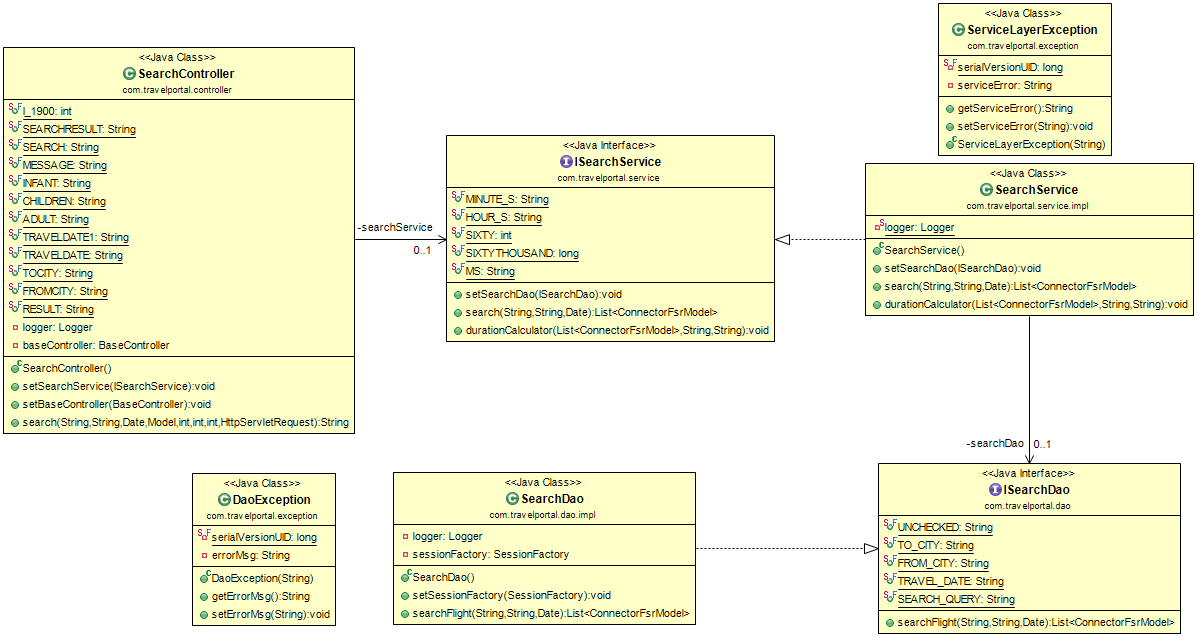 <<Java Class>>
SearchController
com.travelportal.controller
I_1900: int
SEARCHRESULT: String
SEARCH: String
MESSAGE: String
INFANT: String
CHILDREN: String
ADULT: String
TRAVELDATE1: String
TRAVELDATE: String
TOCITY: String
FROMCITY: String
RESULT: String
logger: Logger
baseController: BaseController
SearchController()
setSearchService(ISearchService):void
setBaseController(BaseController):void
search(String,String,Date,Model,int,int,int,HttpServletRequest):String
-searchService
0..1
<<Java Interface>>
ISearchService
com.travelportal.service
MINUTE_S: String
HOUR_S: String
SIXTY: int
SIXTYTHOUSAND: long
MS: String
setSearchDao(ISearchDao):void
search(String,String,Date):List<ConnectorFsrModel>
durationCalculator(List<ConnectorFsrModel>,String,String):void
<<Java Class>>
ServiceLayerException
com.travelportal.exception
serialVersionUID: long
serviceError: String
getServiceError():String
setServiceError(String):void
ServiceLayerException(String)
<<Java Class>>
SearchService
com.travelportal.service.impl
logger: Logger
SearchService()
setSearchDao(ISearchDao):void
search(String,String,Date):List<ConnectorFsrModel>
durationCalculator(List<ConnectorFsrModel>,String,String):void
-searchDao
0..1
<<Java Class>>
DaoException
com.travelportal.exception
serialVersionUID: long
errorMsg: String
DaoException(String)
getErrorMsg():String
setErrorMsg(String):void
<<Java Class>>
SearchDao
com.travelportal.dao.impl
logger: Logger
sessionFactory: SessionFactory
SearchDao()
setSessionFactory(SessionFactory):void
searchFlight(String,String,Date):List<ConnectorFsrModel>
<<Java Interface>>
ISearchDao
com.travelportal.dao
UNCHECKED: String
TO_CITY: String
FROM_CITY: String
TRAVEL_DATE: String
SEARCH_QUERY: String
searchFlight(String,String,Date):List<ConnectorFsrModel>